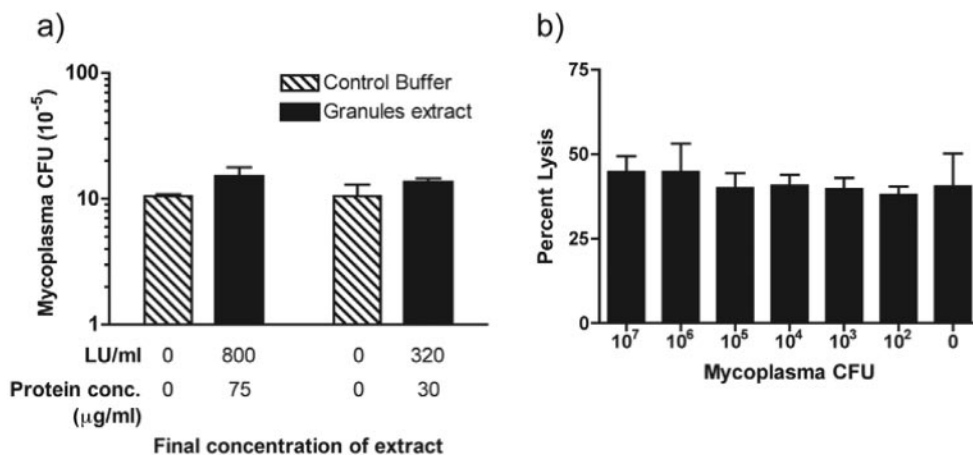 a)
Mycoplasma CFU (10⁻⁵)
100
10
1
Control Buffer
Granules extract
LU/ml 0 800 0 320
Protein conc. 0 75 0 30
(μg/ml)
Final concentration of extract
b)
Percent Lysis
75
50
25
0
10⁷ 10⁶ 10⁵ 10⁴ 10³ 10² 0
Mycoplasma CFU